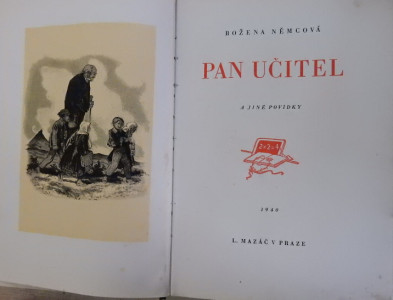 BOŽENA NĚMCOVÁ
PAN UČITEL
A JINÉ POVÍDKY
1940
L. MAZÁČ V PRAZE